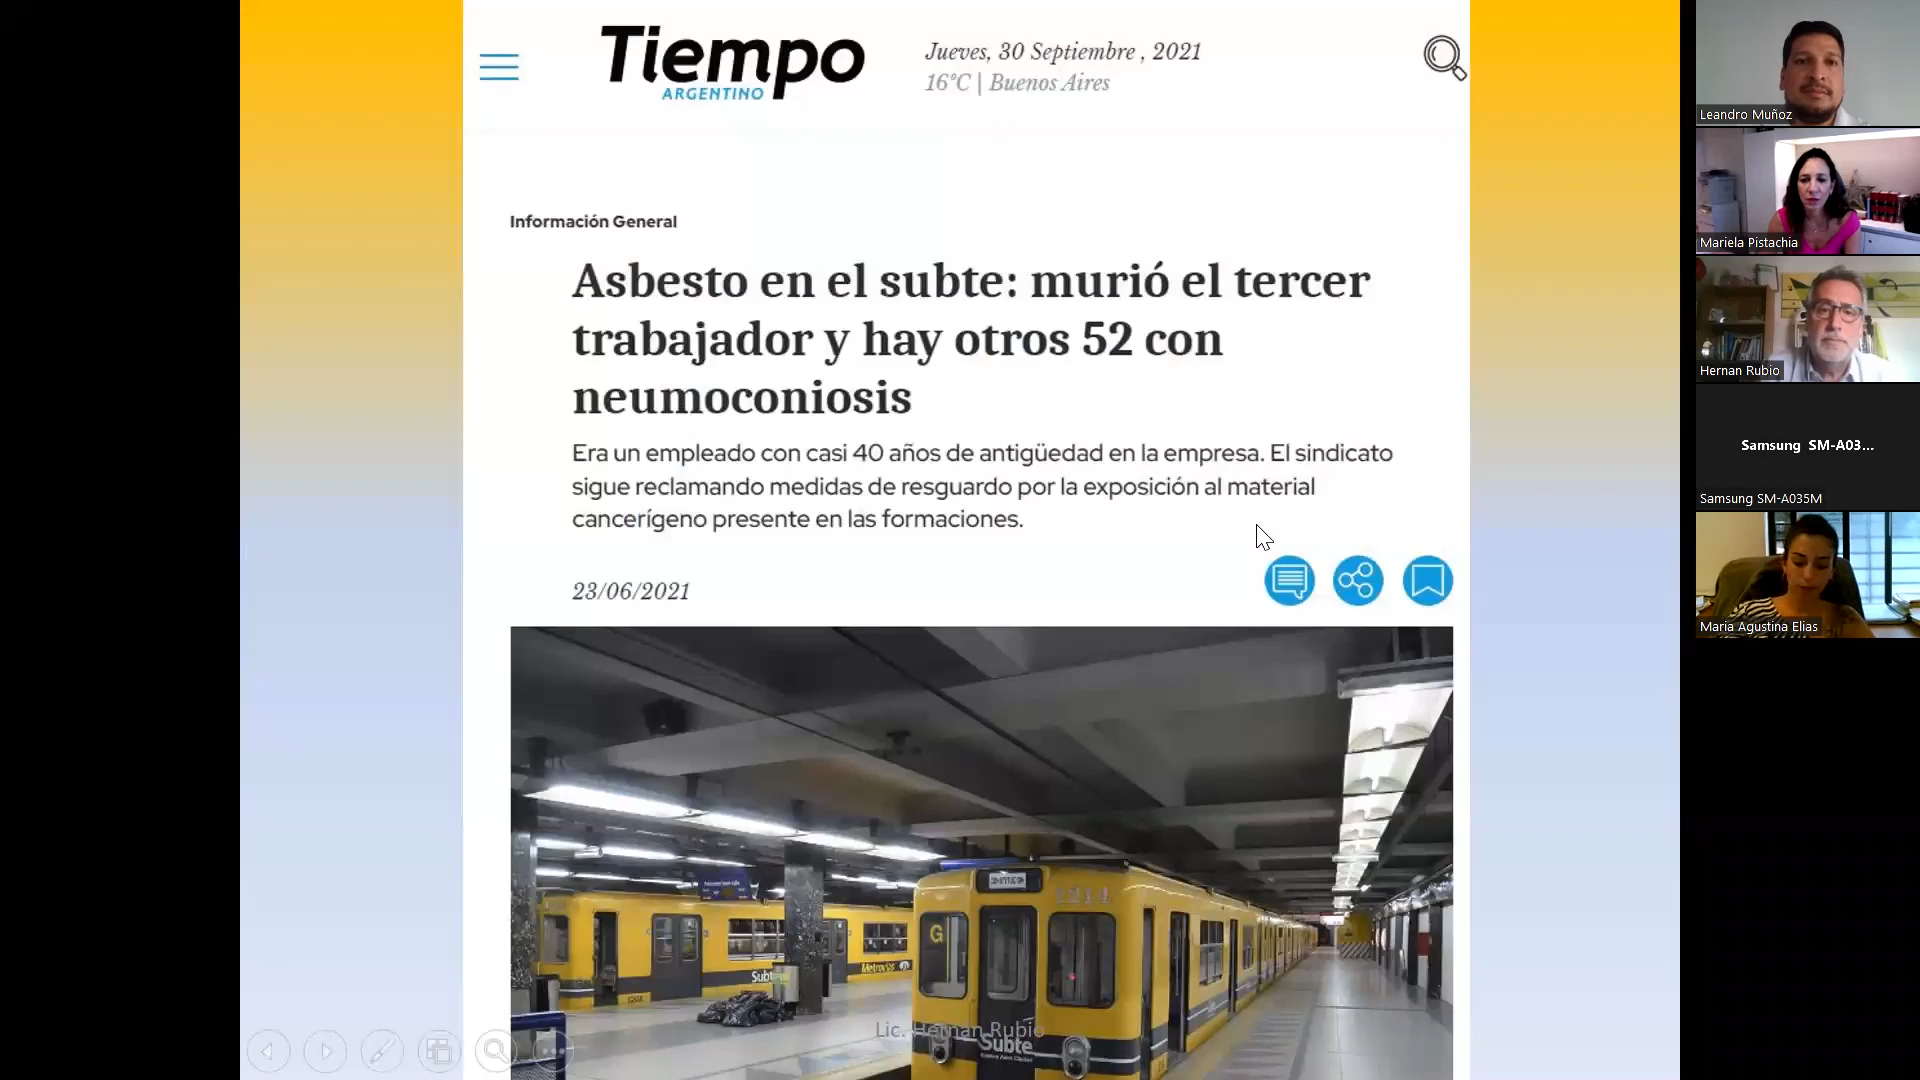 Tiempo
ARGENTINO
Jueves, 30 Septiembre , 2021
16°C | Buenos Aires
Información General
Asbesto en el subte: murió el tercer
trabajador y hay otros 52 con
neumoconiosis
Era un empleado con casi 40 años de antigüedad en la empresa. El sindicato
sigue reclamando medidas de resguardo por la exposición al material
cancerígeno presente en las formaciones.
23/06/2021
CONSTITUCION
G
Subte
Metrovías
Lic. Hernan Rubio
Subte
Leandro Muñoz
Mariela Pistachia
Hernan Rubio
Samsung SM-A03...
Samsung SM-A035M
Maria Agustina Elias